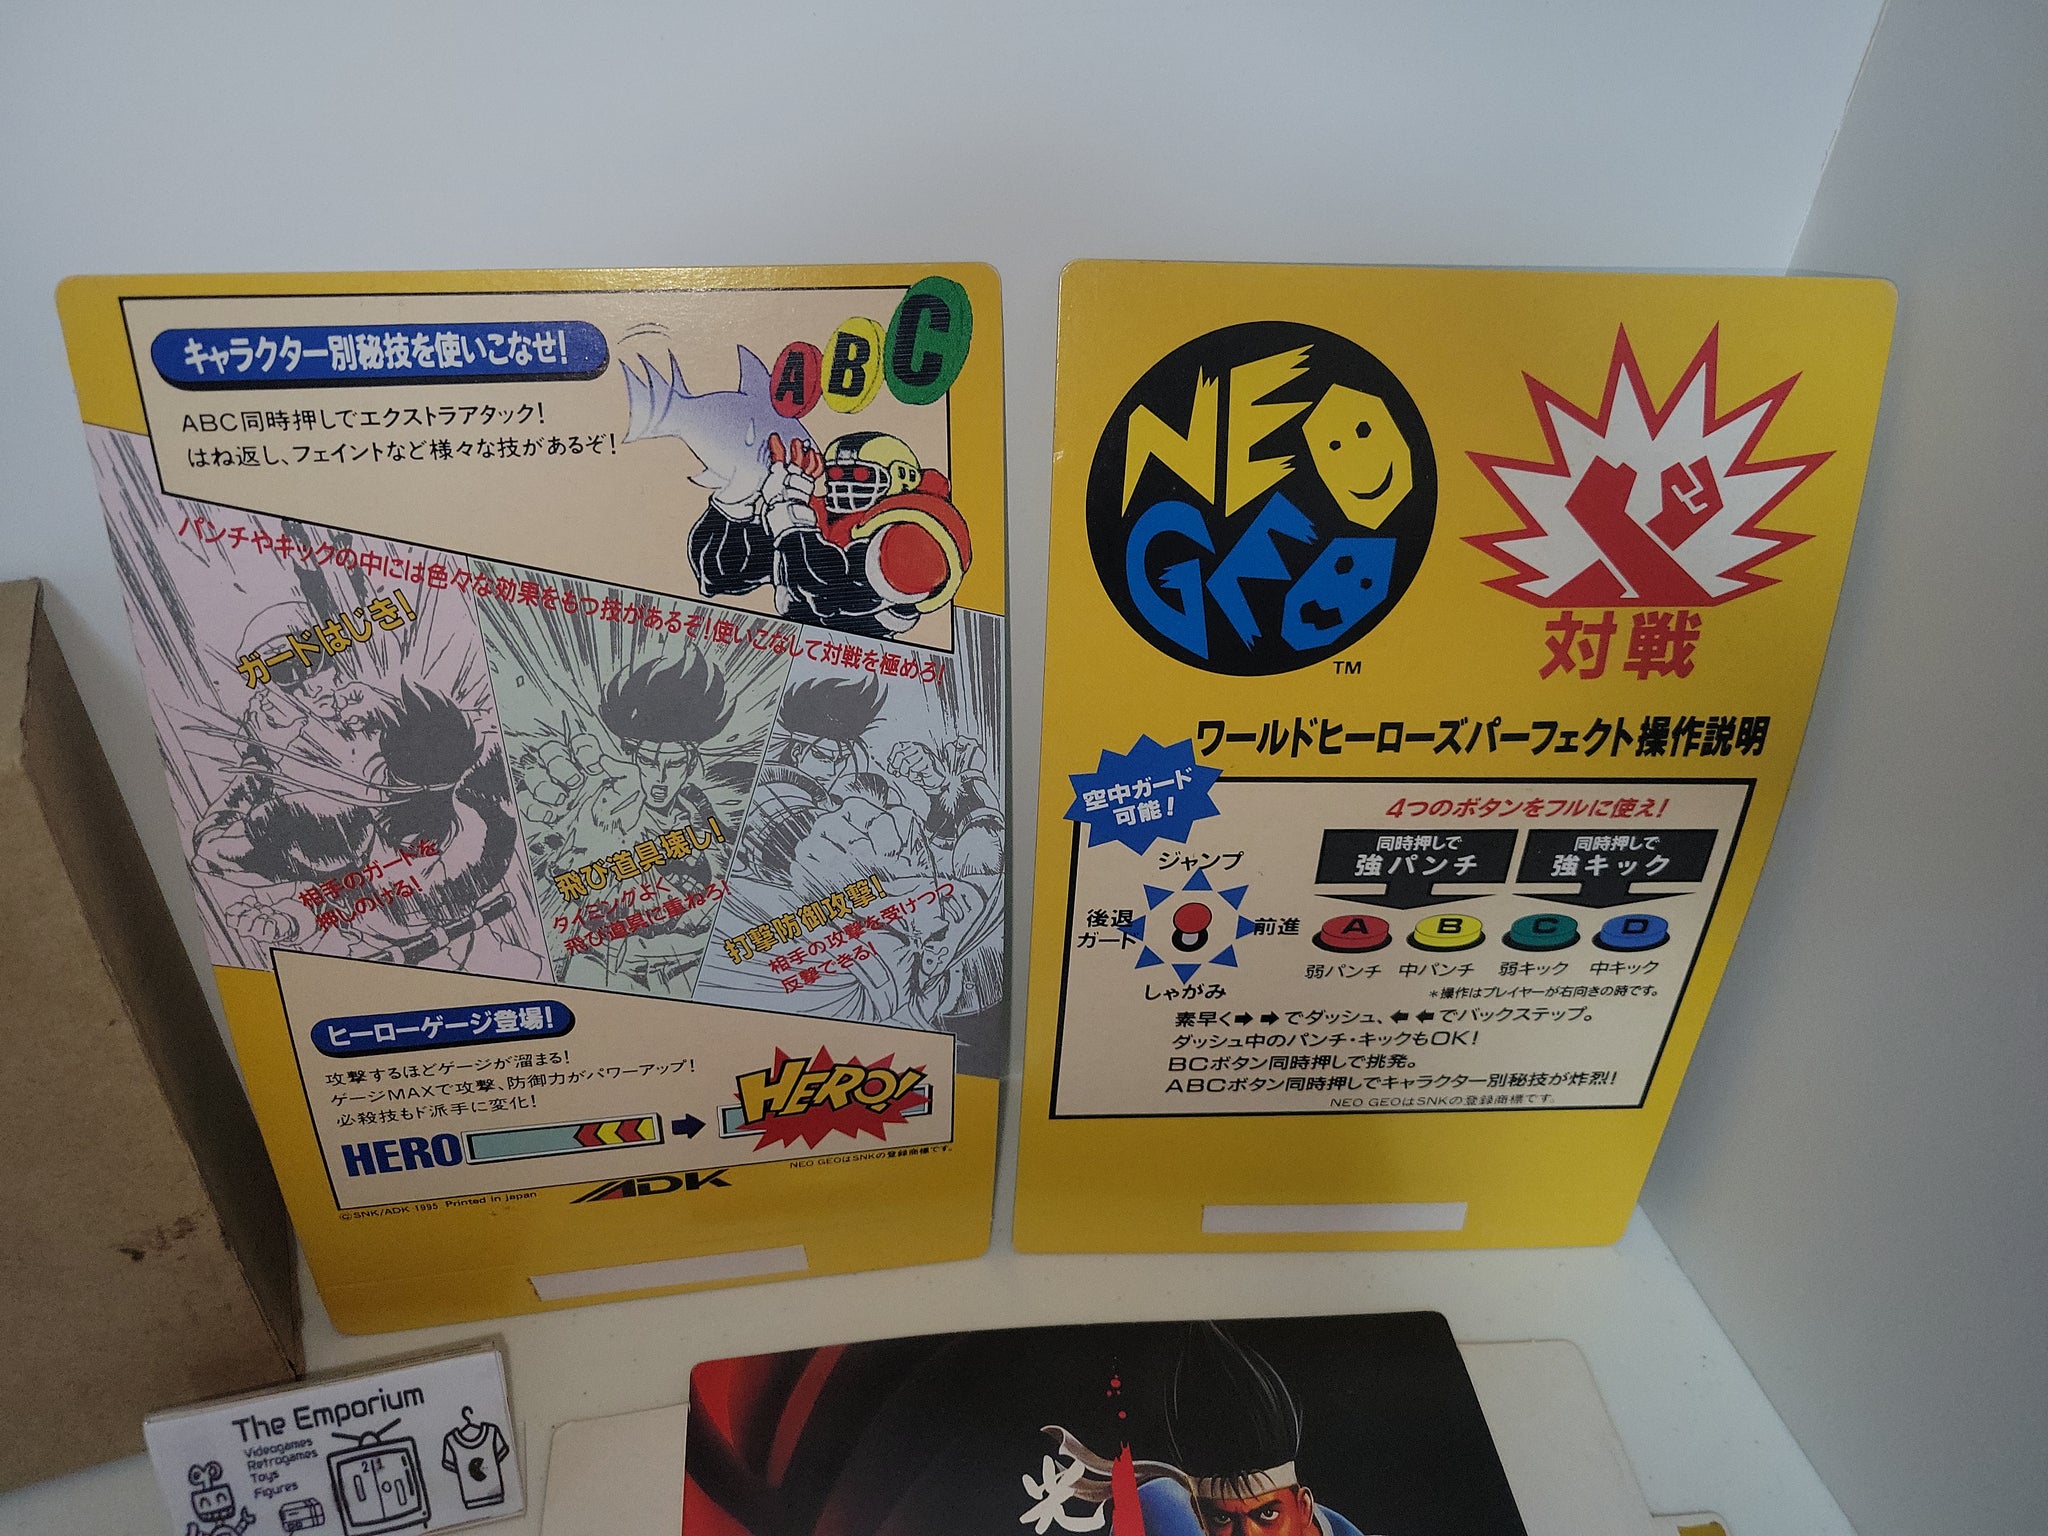 キャラクター別秘技を使いこなせ!
ABC同時押しでエクストラアタック!
はね返し、フェイントなど様々な技があるぞ!
A B C
パンチやキックの中には色々な効果をもつ技があるぞ!使いこなして対戦を極めろ!
ガードはじき!
相手のガードを
押しのける!
飛び道具壊し!
タイミングよく
飛び道具に重ねろ!
打撃防御攻撃!
相手の攻撃を受けつつ
反撃できる!
ヒーローゲージ登場!
攻撃するほどゲージが溜まる!
ゲージMAXで攻撃、防御力がパワーアップ!
必殺技もド派手に変化!
HERO
HERO!
NEO GEOはSNKの登録商標です。
©SNK/ADK 1995 Printed in japan
ADK
NEO
GEO
TM
対戦
ワールドヒーローズパーフェクト操作説明
空中ガード
可能!
4つのボタンをフルに使え!
同時押しで
強パンチ
同時押しで
強キック
ジャンプ
後退
ガード
前進
しゃがみ
A B C D
弱パンチ 中パンチ 弱キック 中キック
*操作はプレイヤーが右向きの時です。
素早く➡➡でダッシュ、⬅⬅でバックステップ。
ダッシュ中のパンチ・キックもOK!
BCボタン同時押しで挑発。
ABCボタン同時押しでキャラクター別秘技が炸烈!
NEO GEOはSNKの登録商標です。
The Emporium
Videogames
Retrogames
Toys
Figures